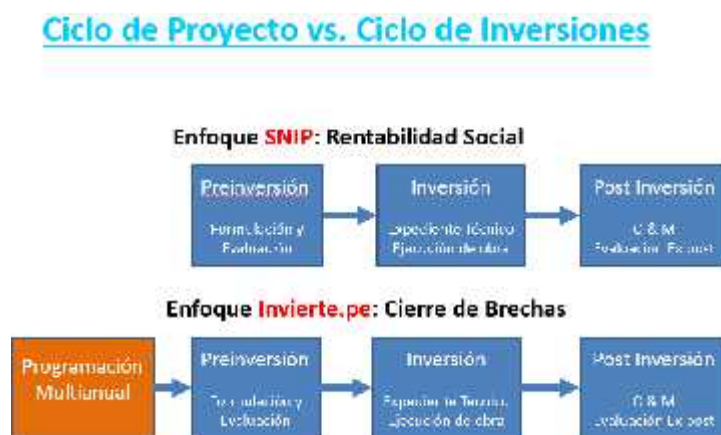 Ciclo de Proyecto vs. Ciclo de Inversiones
Enfoque SNIP: Rentabilidad Social
Preinversión
Formulación y
Evaluación
Inversión
Expediente Técnico
Ejecución de obra
Post Inversión
O & M
Evaluación Ex post
Enfoque Invierte.pe: Cierre de Brechas
Programación
Multianual
Preinversión
Formulación y
Evaluación
Inversión
Expediente Técnico
Ejecución de obra
Post Inversión
O & M
Evaluación Ex post